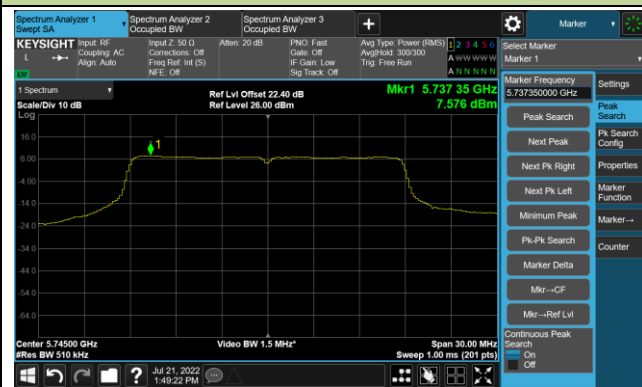 Spectrum Analyzer 1
Swept SA
Spectrum Analyzer 2
Occupied BW
Spectrum Analyzer 3
Occupied BW
+
Marker
KEYSIGHT
L
Input: RF
Coupling: AC
Align: Auto
Input Z: 50 Ω
Corrections: Off
Freq Ref: Int (S)
NFE: Off
Atten: 20 dB
PNO: Fast
Gate: Off
IF Gain: Low
Sig Track: Off
Avg Type: Power (RMS)
Avg|Hold: 300/300
Trig: Free Run
1 2 3 4 5 6
A W W W W W
A N N N N N
Select Marker
Marker 1
1 Spectrum
Scale/Div 10 dB
Log
Ref Lvl Offset 22.40 dB
Ref Level 26.00 dBm
Mkr1 5.737 35 GHz
7.576 dBm
1
16.0
6.00
-4.00
-14.0
-24.0
-34.0
-44.0
-54.0
-64.0
Center 5.74500 GHz
#Res BW 510 kHz
Video BW 1.5 MHz*
Span 30.00 MHz
Sweep 1.00 ms (201 pts)
Marker Frequency
5.737350000 GHz
Peak Search
Next Peak
Next Pk Right
Next Pk Left
Minimum Peak
Pk-Pk Search
Marker Delta
Mkr→CF
Mkr→Ref Lvl
Continuous Peak
Search
On
Off
Settings
Peak
Search
Pk Search
Config
Properties
Marker
Function
Marker→
Counter
?
Jul 21, 2022
1:49:22 PM